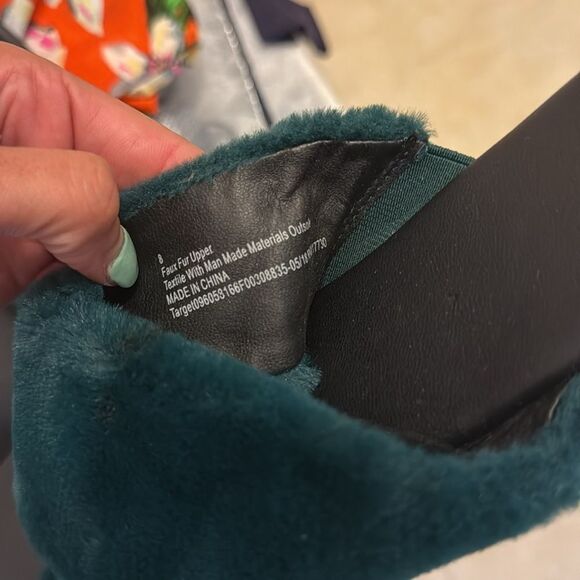 8
Faux Fur Upper
Textile With Man Made Materials Outsole
MADE IN CHINA